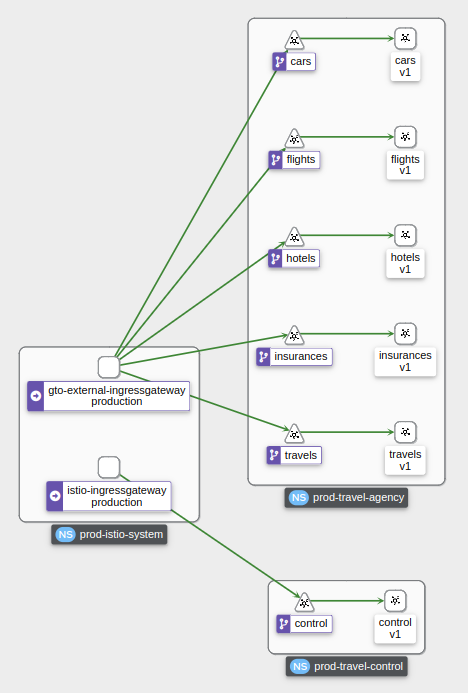 cars
cars
v1
flights
flights
v1
hotels
hotels
v1
insurances
insurances
v1
travels
travels
v1
NS prod-travel-agency
gto-external-ingressgateway
production
istio-ingressgateway
production
NS prod-istio-system
control
control
v1
NS prod-travel-control